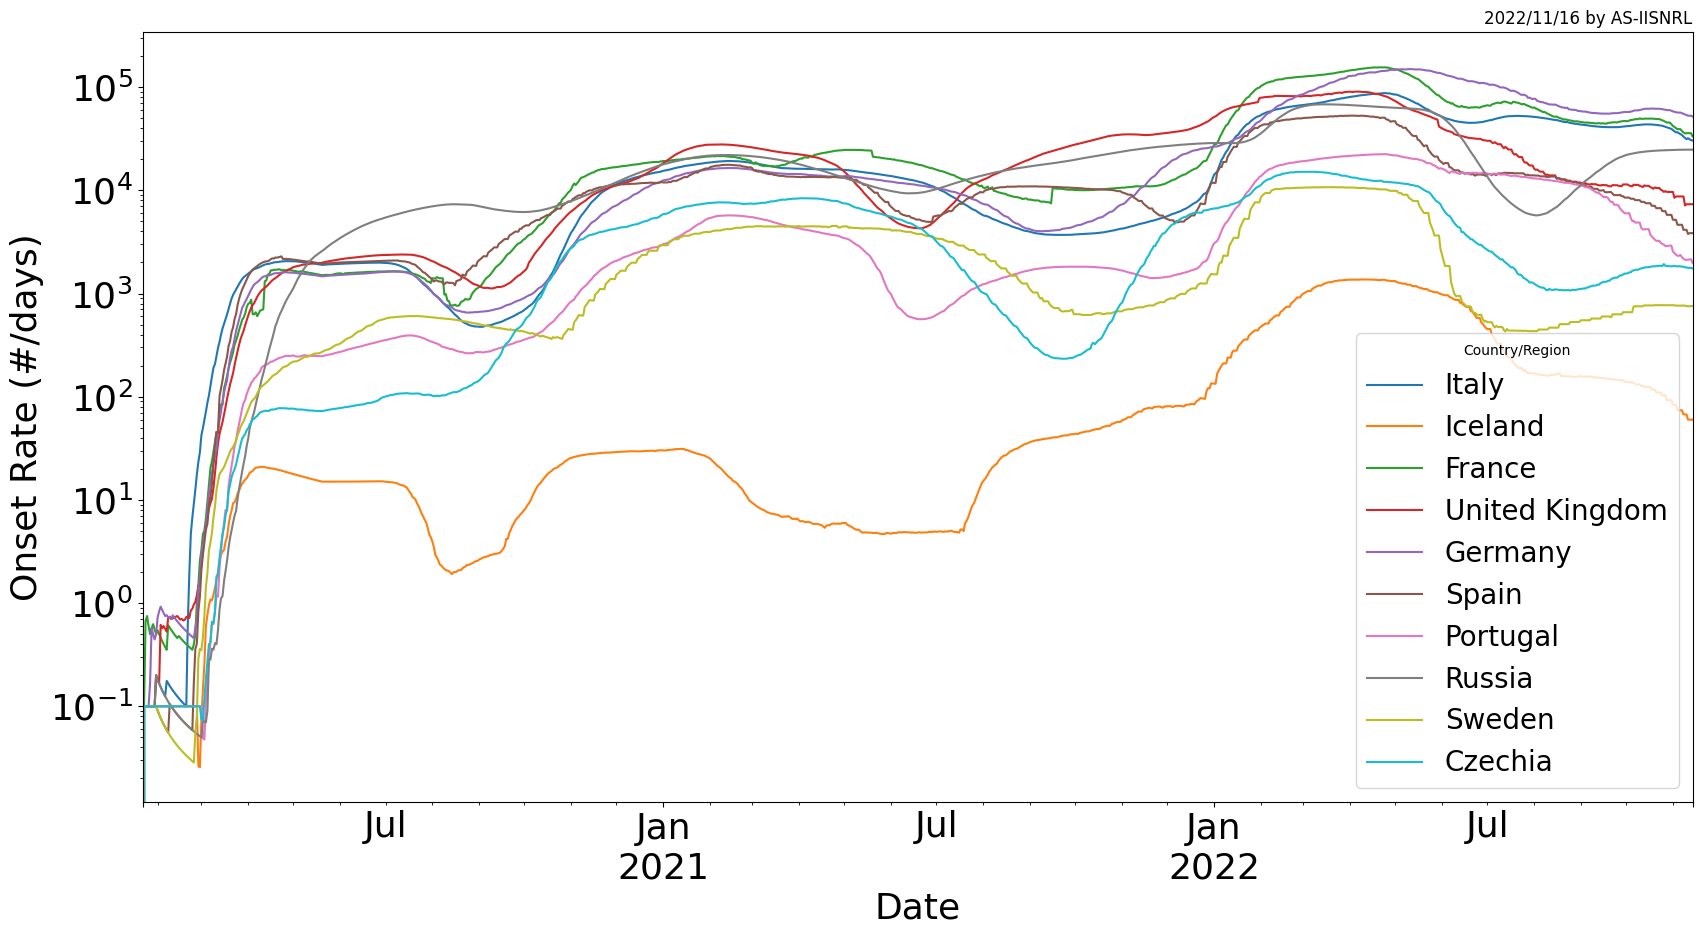 2022/11/16 by AS-IISNRL
Onset Rate (#/days)
10^5
10^4
10^3
10^2
10^1
10^0
10^−1
Country/Region
Italy
Iceland
France
United Kingdom
Germany
Spain
Portugal
Russia
Sweden
Czechia
Jul
Jan
2021
Jul
Jan
2022
Jul
Date